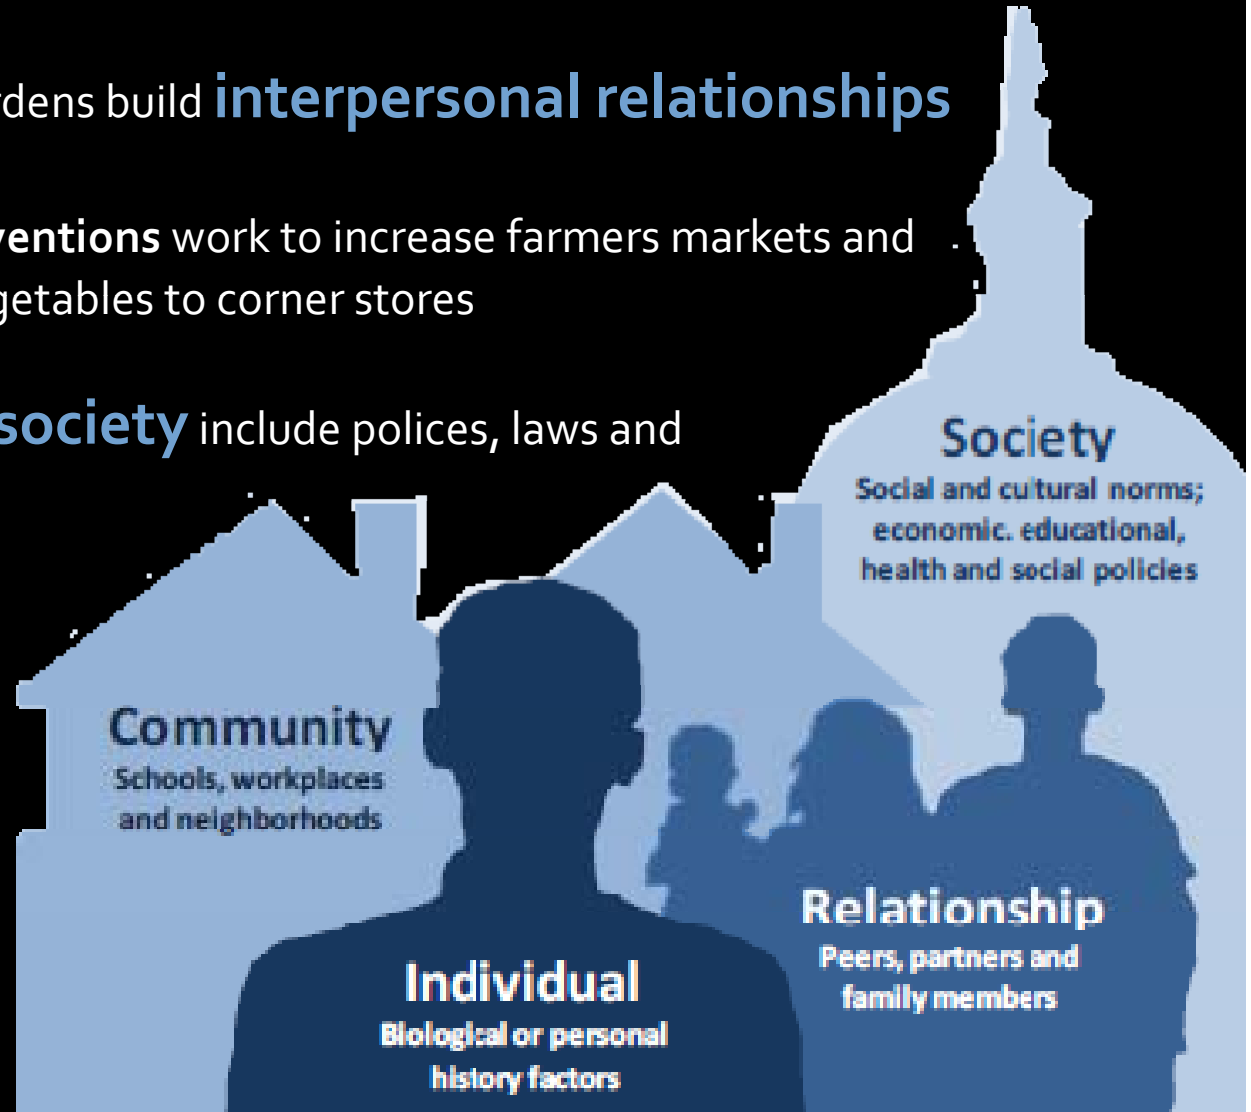 rdens build interpersonal relationships
ventions work to increase farmers markets and
getables to corner stores
society include polices, laws and
Society
Social and cultural norms;
economic. educational,
health and social policies
Community
Schools, workplaces
and neighborhoods
Relationship
Peers, partners and
family members
Individual
Biological or personal
history factors